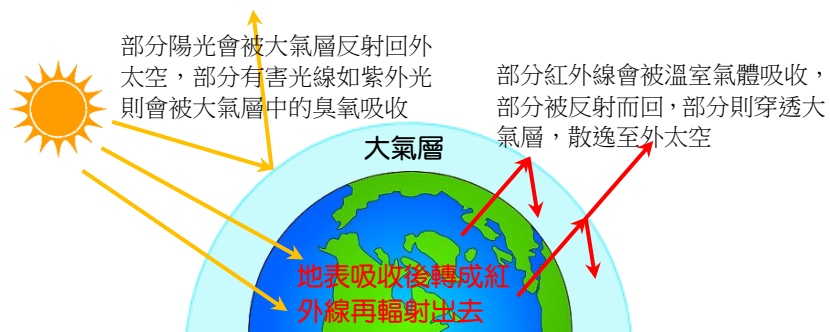 部分陽光會被大氣層反射回外
太空，部分有害光線如紫外光
則會被大氣層中的臭氧吸收
部分紅外線會被溫室氣體吸收，
部分被反射而回，部分則穿透大
氣層，散逸至外太空
大氣層
地表吸收後轉成紅
外線再輻射出去